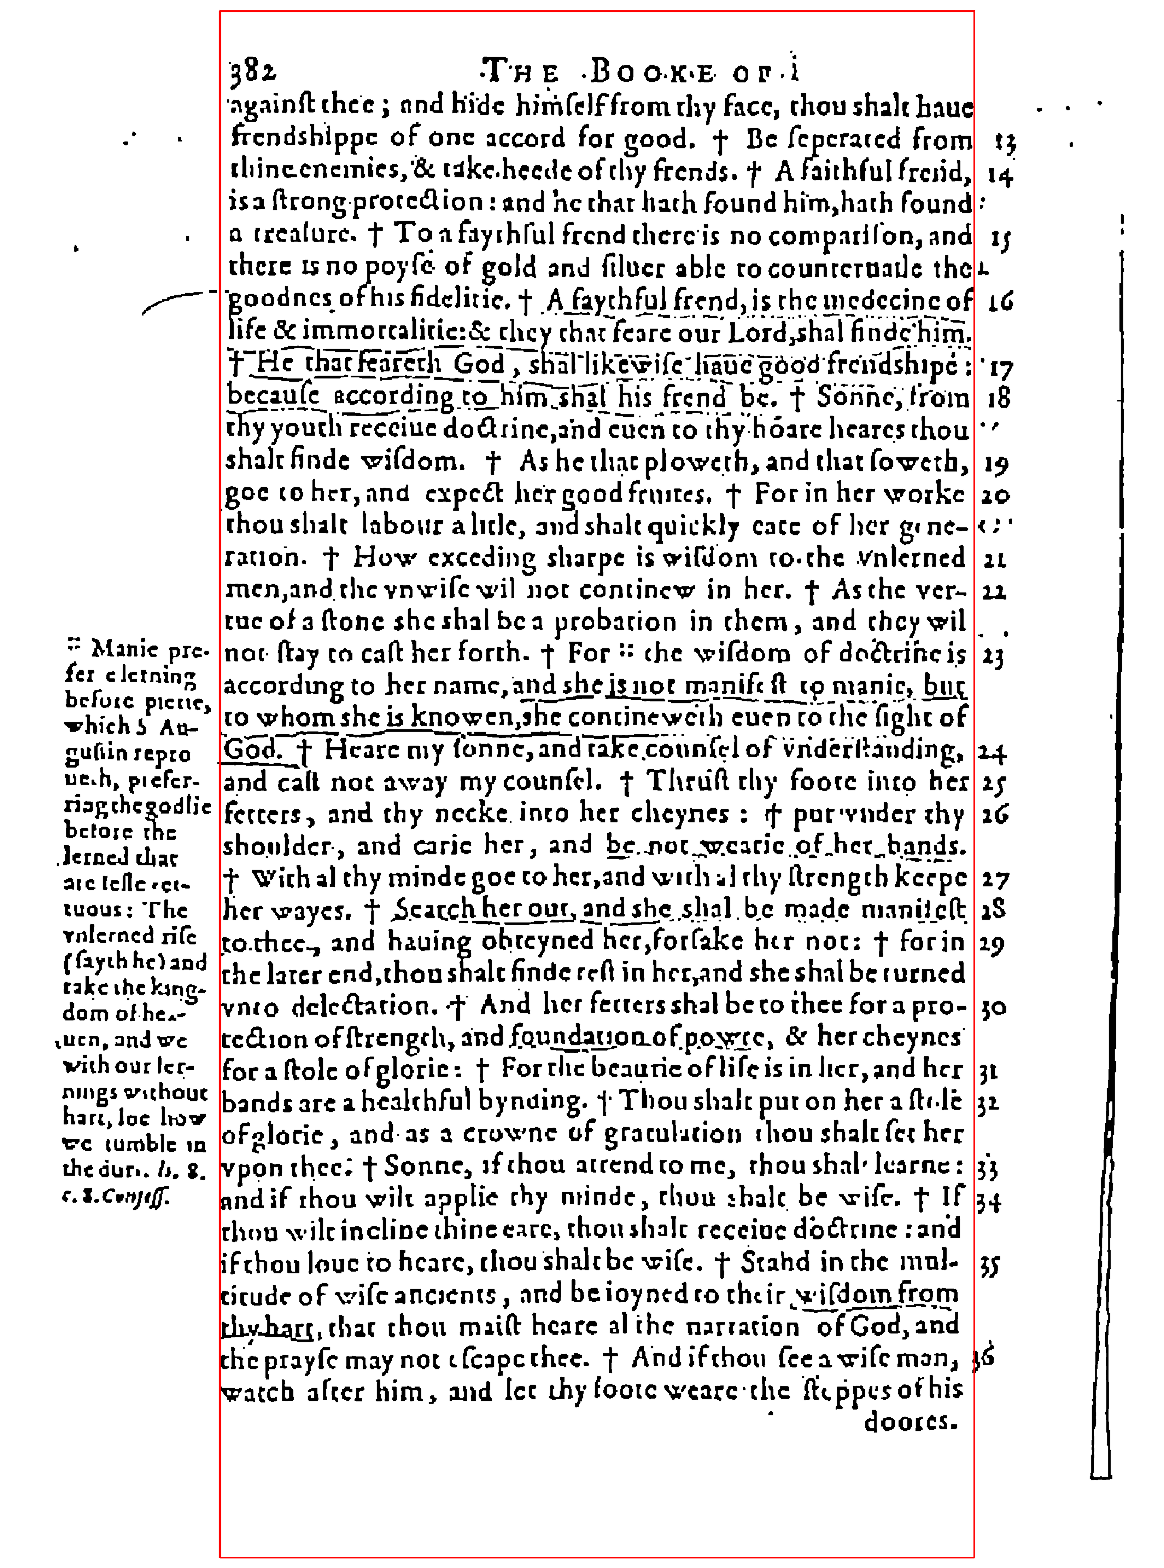 382 THE BOOKE OF
againſt thee; and hide himſelf from thy face, thou shalt haue
frendshippe of one accord for good. † Be ſeperated from 13
thine enemies, & take heede of thy frends. † A faithful frend, 14
is a ſtrong protection: and he that hath found him, hath found
a treaſure. † To a faythful frend there is no compariſon, and 15
there is no poyſe of gold and ſiluer able to counteruaile the
goodnes of his fidelitie. † A faythful frend, is the medecine of 16
life & immortalitie: & they that feare our Lord, shal finde him.
† He that feareth God, shal likewiſe haue good frendshipe: 17
becauſe according to him shal his frend be. † Sonne, from 18
thy youth receiue doctrine, and euen to thy hoare heares thou
shalt finde wiſdom. † As he that ploweth, and that ſoweth, 19
goe to her, and expect her good fruites. † For in her worke 20
thou shalt labour a litle, and shalt quickly eate of her gene-
ration. † How exceding sharpe is wiſdom to the vnlerned 21
men, and the vnwiſe wil not continew in her. † As the ver- 22
tue of a ſtone she shal be a probation in them, and they wil
not ſtay to caſt her forth. † For :: the wiſdom of doctrine is 23
according to her name, and she is not manifeſt to manie, but
to whom she is knowen, she contineweth euen to the ſight of
God. † Heare my ſonne, and take counſel of vnderſtanding, 24
and caſt not away my counſel. † Thruſt thy foote into her 25
fetters, and thy necke into her cheynes: † put vnder thy 26
shoulder, and carie her, and be not wearie of her bands.
† With al thy minde goe to her, and with al thy ſtrength keepe 27
her wayes. † Search her out, and she shal be made manifeſt 28
to thee, and hauing obteyned her, forſake her not: † for in 29
the later end, thou shalt finde reſt in her, and she shal be turned
vnto delectation. † And her fetters shal be to thee for a pro- 30
tection of ſtrength, and foundation of powre, & her cheynes
for a ſtole of glorie: † For the beautie of life is in her, and her 31
bands are a healthful bynding. † Thou shalt put on her a ſtole 32
of glorie, and as a crowne of gratulation thou shalt ſet her
vpon thee. † Sonne, if thou attend to me, thou shalt learne: 33
and if thou wilt applie thy minde, thou shalt be wiſe. † If 34
thou wilt incline thine eare, thou shalt receiue doctrine: and
if thou loue to heare, thou shalt be wiſe. † Stand in the mul- 35
titude of wiſe ancients, and be ioyned to their wiſdom from
thy hart, that thou maiſt heare al the narration of God, and
the prayſe may not eſcape thee. † And if thou ſee a wiſe man, 36
watch after him, and let thy foote weare the ſteppes of his
doores.
:: Manie pre-
fer elerning
before pietie,
which S Au-
guſtin repro
ueth, prefer-
ring the godlie
before the
lerned that
are leſſe ver-
tuous: The
vnlerned riſe
(ſayth he) and
take the king-
dom of hea-
uen, and we
with our ler-
nings without
hart, loe how
we tumble in
the durt. li. 8.
c. 8. Confeſſ.